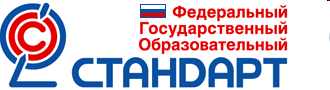 Федеральный
Государственный
Образовательный
СТАНДАРТ